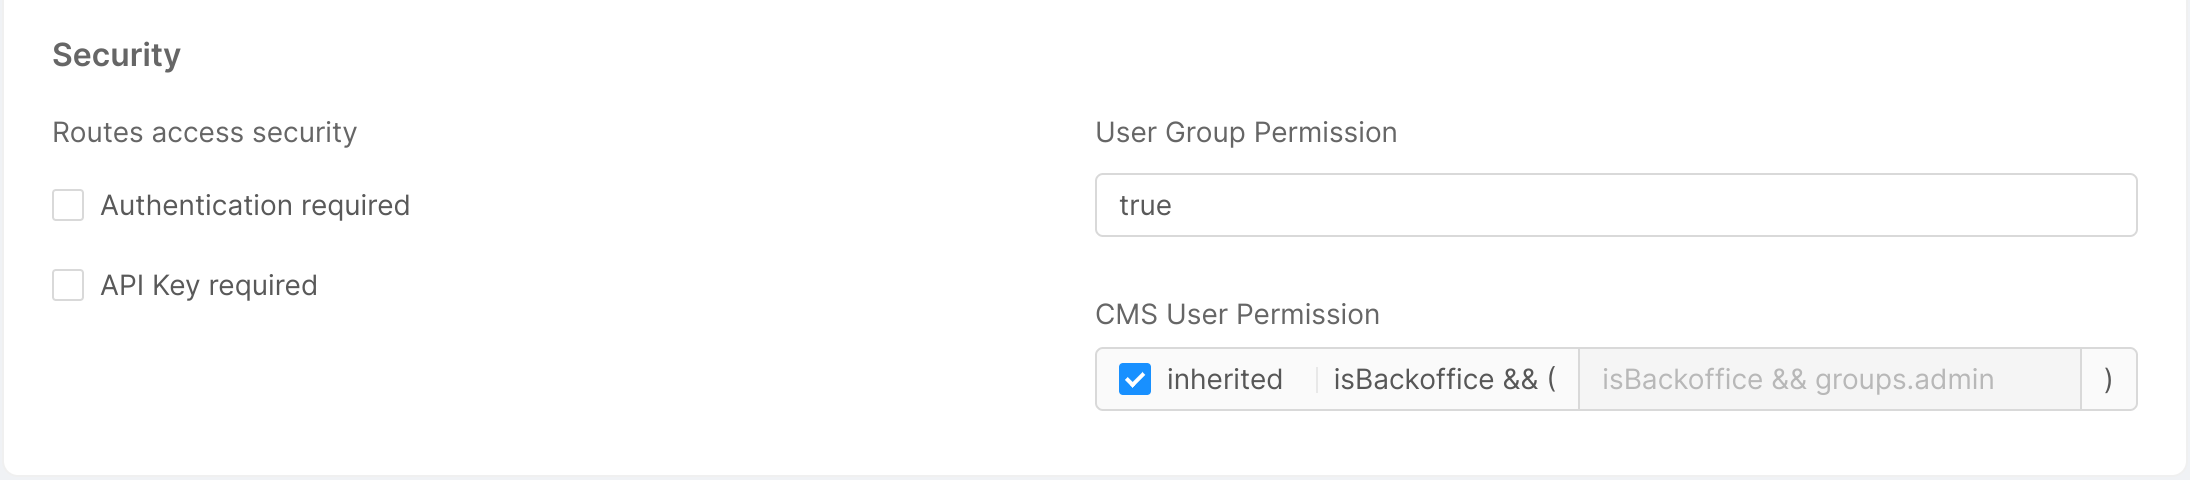 Security
Routes access security
Authentication required
API Key required
User Group Permission
true
CMS User Permission
inherited isBackoffice && ( isBackoffice && groups.admin )